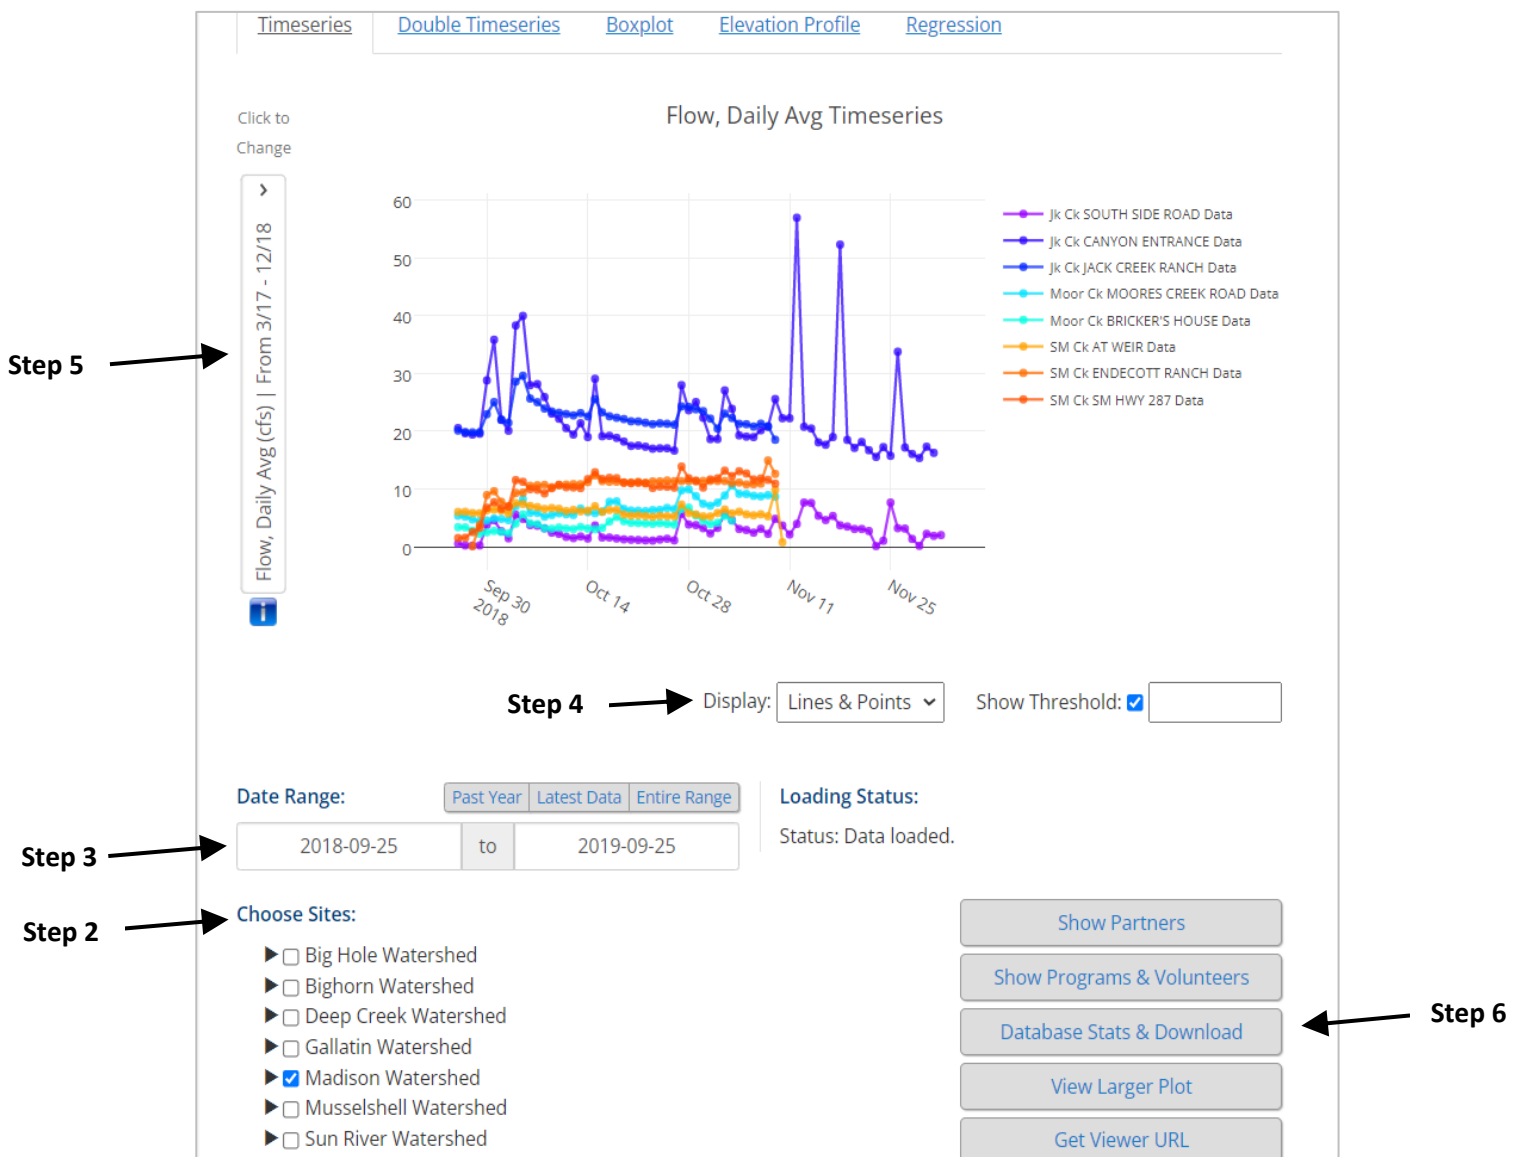 Timeseries
Double Timeseries
Boxplot
Elevation Profile
Regression
Click to
Change
Flow, Daily Avg Timeseries
Flow, Daily Avg (cfs) | From 3/17 - 12/18
60
50
40
30
20
10
0
Sep 30
2018
Oct 14
Oct 28
Nov 11
Nov 25
Jk Ck SOUTH SIDE ROAD Data
Jk Ck CANYON ENTRANCE Data
Jk Ck JACK CREEK RANCH Data
Moor Ck MOORES CREEK ROAD Data
Moor Ck BRICKER'S HOUSE Data
SM Ck AT WEIR Data
SM Ck ENDECOTT RANCH Data
SM Ck SM HWY 287 Data
Step 5
i
Step 4
Display: Lines & Points
Show Threshold:
Date Range:
Past Year
Latest Data
Entire Range
Loading Status:
Status: Data loaded.
Step 3
2018-09-25 to 2019-09-25
Step 2
Choose Sites:
Big Hole Watershed
Bighorn Watershed
Deep Creek Watershed
Gallatin Watershed
Madison Watershed
Musselshell Watershed
Sun River Watershed
Show Partners
Show Programs & Volunteers
Database Stats & Download
View Larger Plot
Get Viewer URL
Step 6